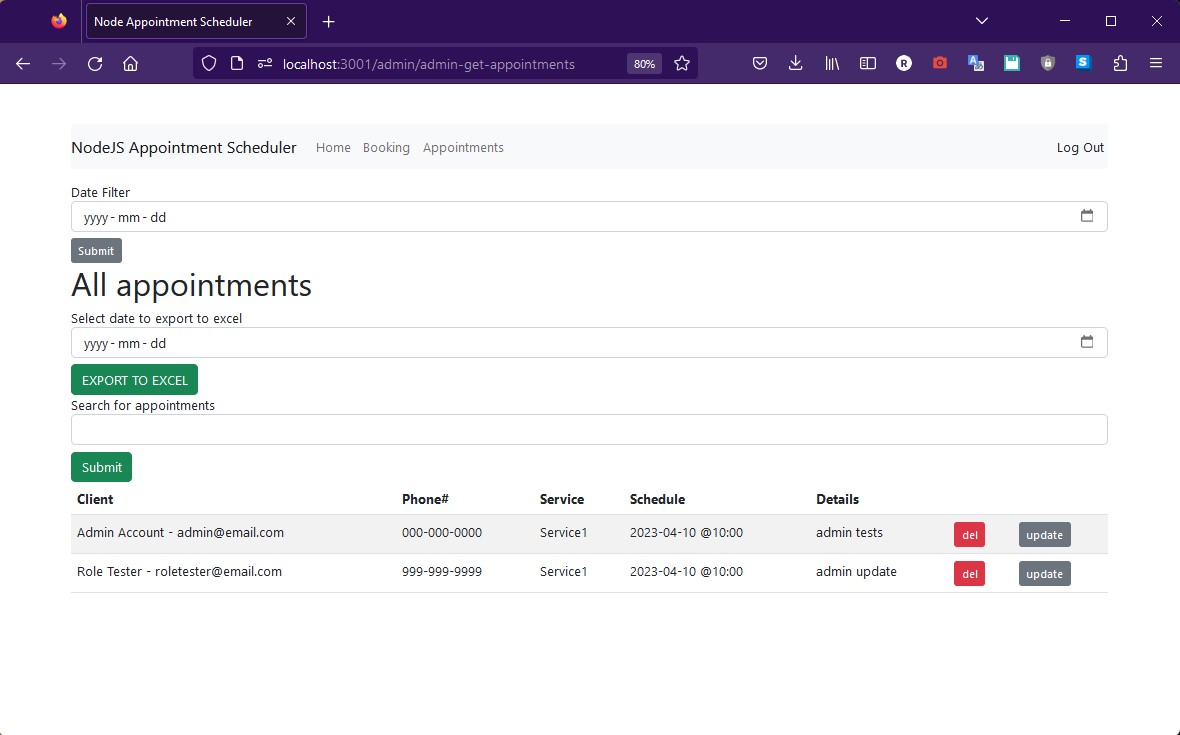 Node Appointment Scheduler
localhost:3001/admin/admin-get-appointments 80%
NodeJS Appointment Scheduler Home Booking Appointments Log Out
Date Filter
yyyy - mm - dd
Submit
All appointments
Select date to export to excel
yyyy - mm - dd
EXPORT TO EXCEL
Search for appointments
Submit
Client Phone# Service Schedule Details
Admin Account - admin@email.com 000-000-0000 Service1 2023-04-10 @10:00 admin tests del update
Role Tester - roletester@email.com 999-999-9999 Service1 2023-04-10 @10:00 admin update del update